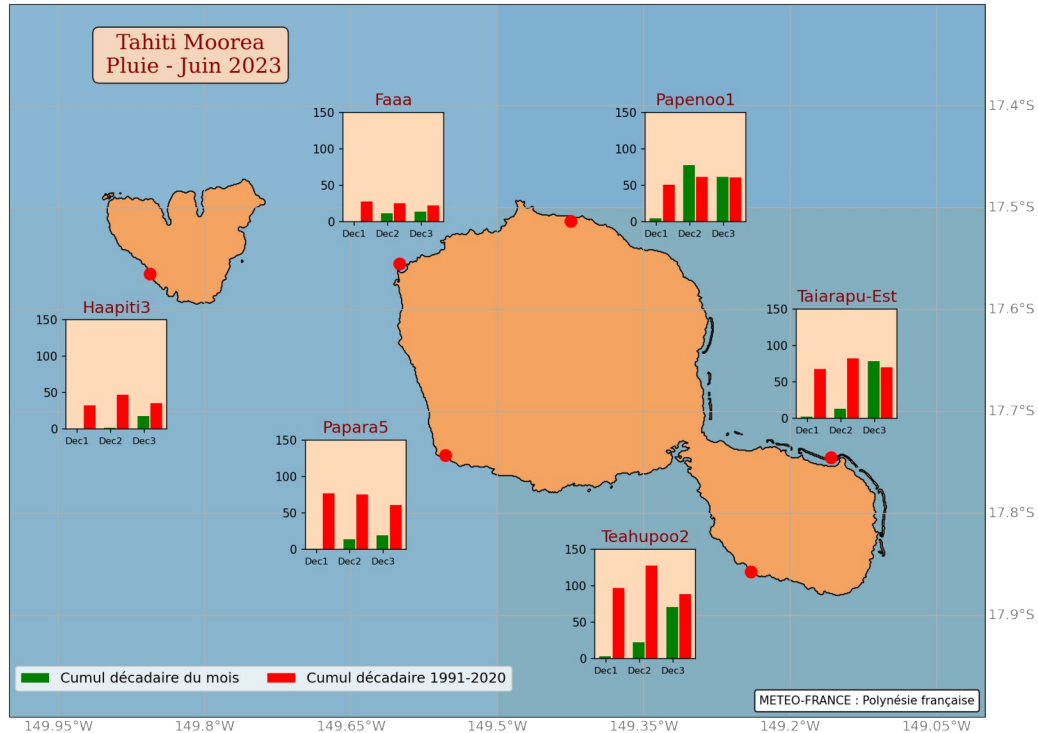 Tahiti Moorea
Pluie - Juin 2023
Faaa
150
100
50
0
Dec1 Dec2 Dec3
Papenoo1
150
100
50
0
Dec1 Dec2 Dec3
Haapiti3
150
100
50
0
Dec1 Dec2 Dec3
Taiarapu-Est
150
100
50
0
Dec1 Dec2 Dec3
Papara5
150
100
50
0
Dec1 Dec2 Dec3
Teahupoo2
150
100
50
0
Dec1 Dec2 Dec3
17.4°S
17.5°S
17.6°S
17.7°S
17.8°S
17.9°S
Cumul décadaire du mois Cumul décadaire 1991-2020
METEO-FRANCE : Polynésie française
149.95°W 149.8°W 149.65°W 149.5°W 149.35°W 149.2°W 149.05°W